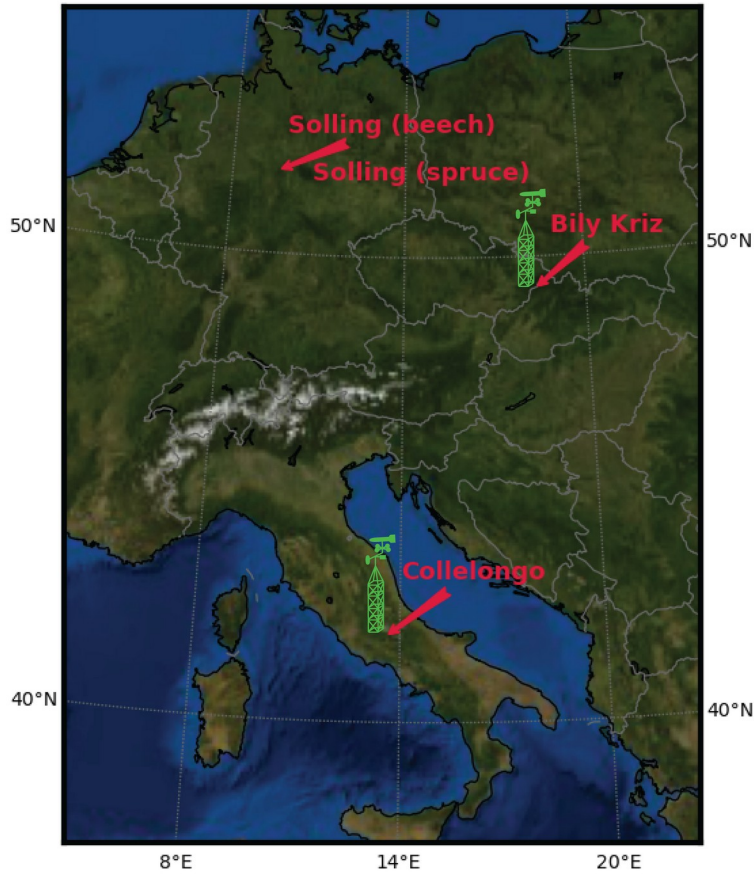 Solling (beech)
Solling (spruce)
Bily Kriz
50°N
50°N
Collelongo
40°N
40°N
8°E
14°E
20°E